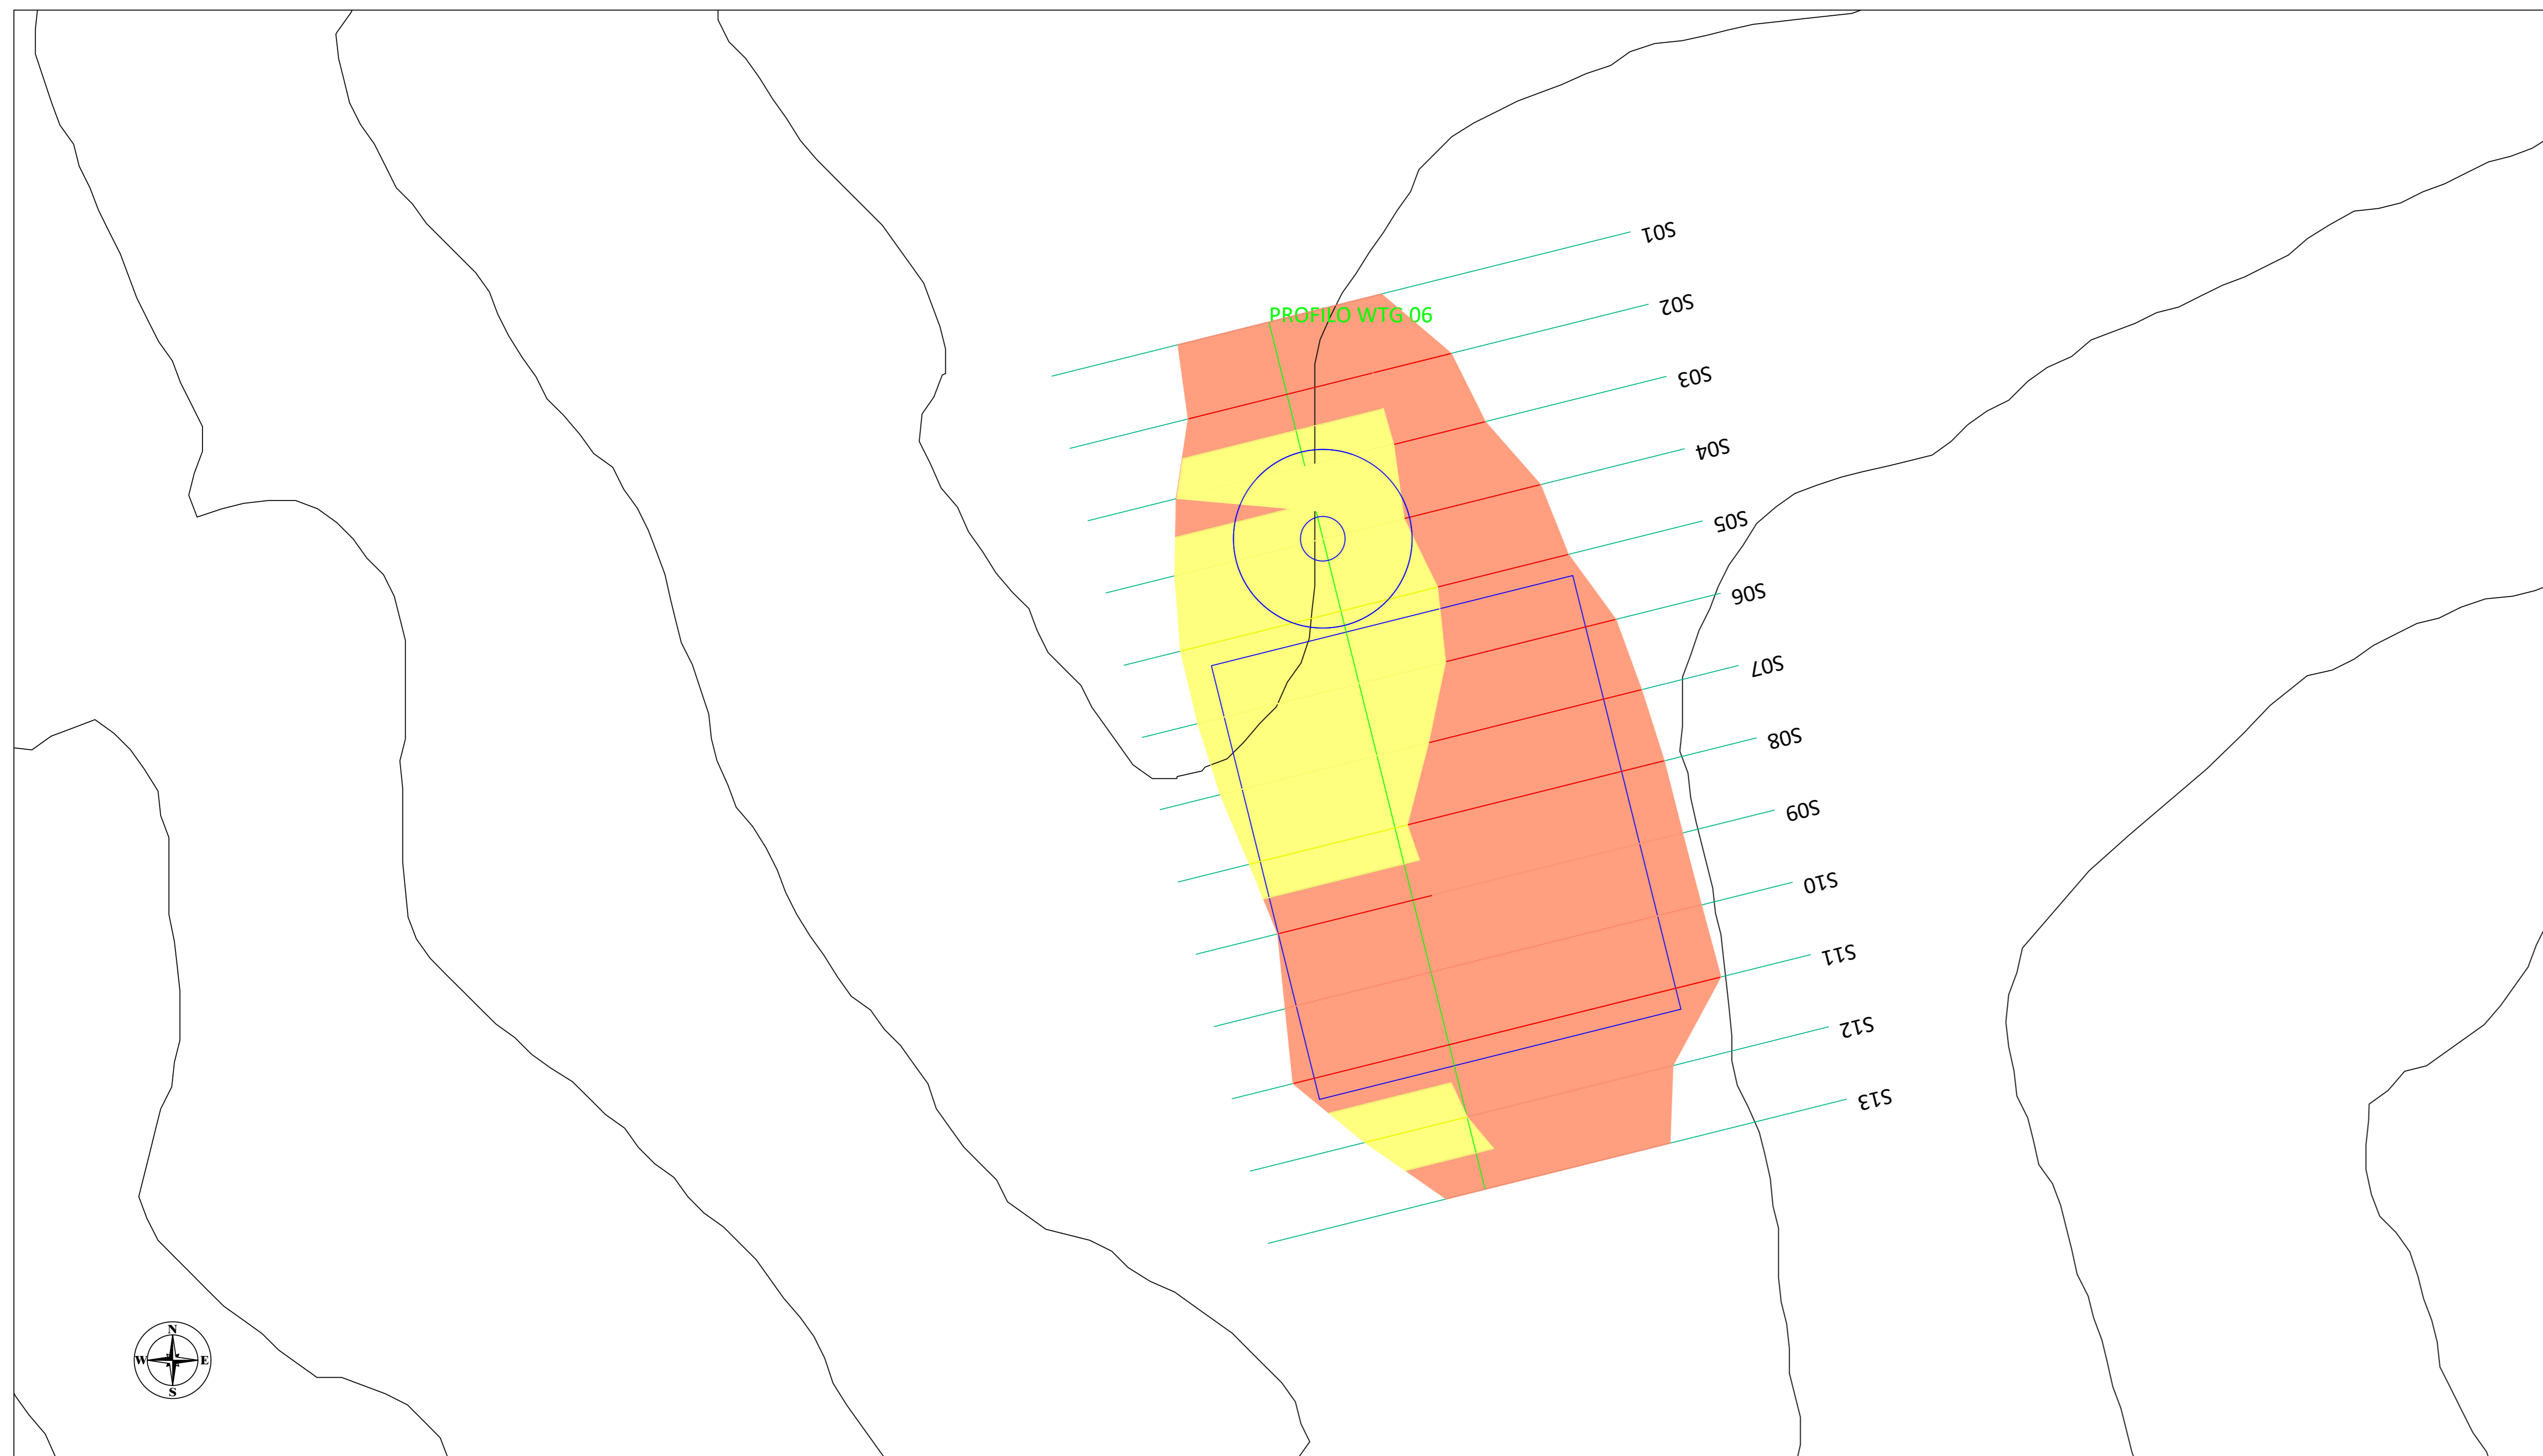 S01
S02
PROFILO WTG 06
S03
S04
S05
S06
S07
S08
S09
S10
S11
S12
S13
N
W E
S